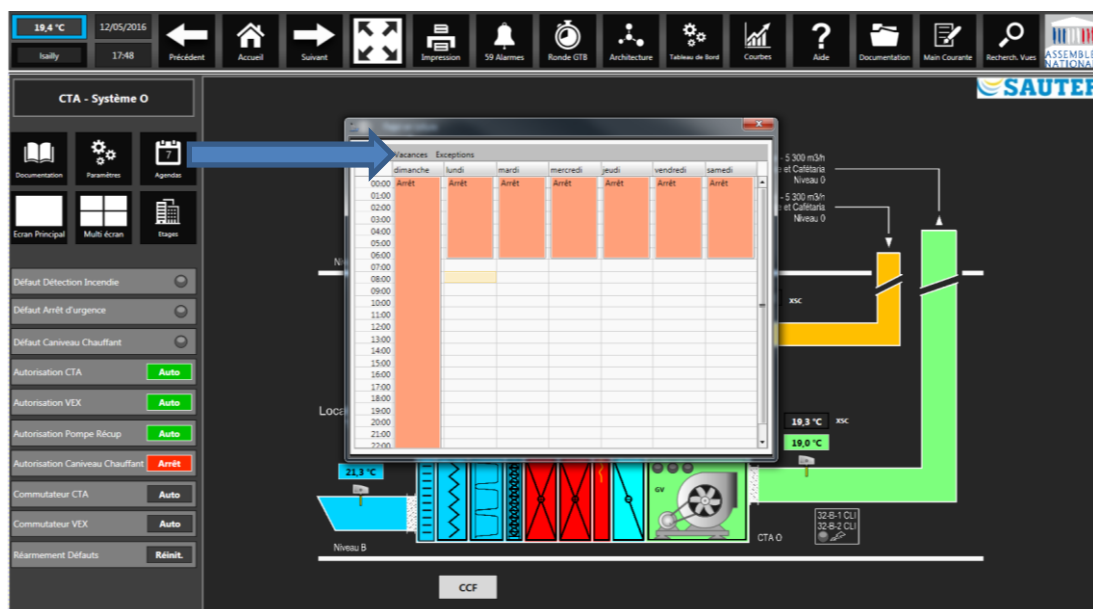 19,4 °C
12/05/2016
lsailly
17:48
Précédent
Accueil
Suivant
Impression
59 Alarmes
Ronde GTB
Architecture
Tableau de Bord
Courbes
Aide
Documentation
Main Courante
Recherch. Vues
ASSEMBLE
NATIONAL
SAUTER
CTA - Système O
Documentation
Paramètres
7
Agendas
Ecran Principal
Multi écran
Etages
Défaut Détection Incendie
Défaut Arrêt d'urgence
Défaut Caniveau Chauffant
Autorisation CTA Auto
Autorisation VEX Auto
Autorisation Pompe Récup Auto
Autorisation Caniveau Chauffant Arrêt
Commutateur CTA Auto
Commutateur VEX Auto
Réarmement Défauts Réinit.
Vacances Exceptions
dimanche lundi mardi mercredi jeudi vendredi samedi
00:00 Arrêt Arrêt Arrêt Arrêt Arrêt Arrêt Arrêt
01:00
02:00
03:00
04:00
05:00
06:00
07:00
08:00
09:00
10:00
11:00
12:00
13:00
14:00
15:00
16:00
17:00
18:00
19:00
20:00
21:00
22:00
- 5 300 m3/h
et Cafétaria
Niveau 0
- 5 300 m3/h
et Cafétaria
Niveau 0
xsc
19,3 °C xsc
19,0 °C
21,3 °C
GV
32-B-1 CLI
32-B-2 CLI
CTA O
Niveau B
CCF